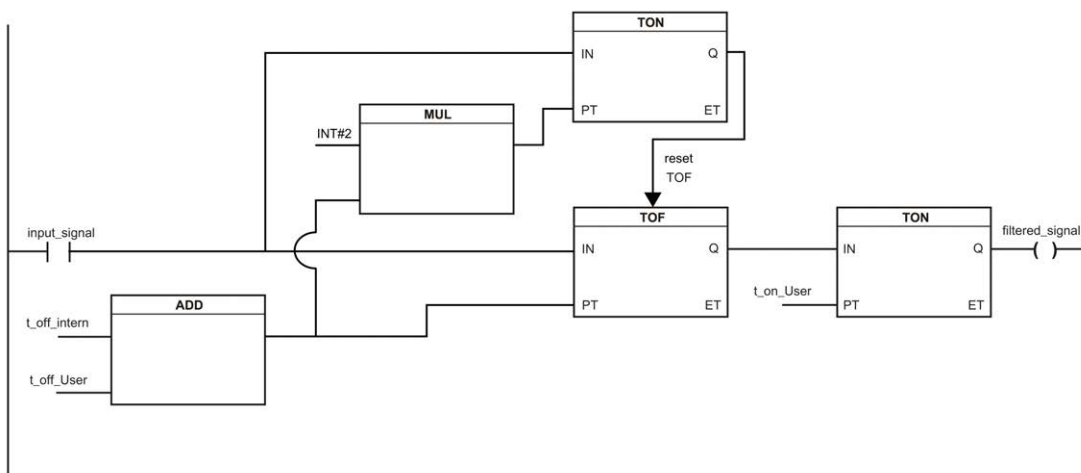 TON
IN
Q
PT
ET
MUL
INT#2
reset
TOF
TOF
IN
Q
PT
ET
TON
IN
Q
t_on_User
PT
ET
filtered_signal
input_signal
ADD
t_off_intern
t_off_User